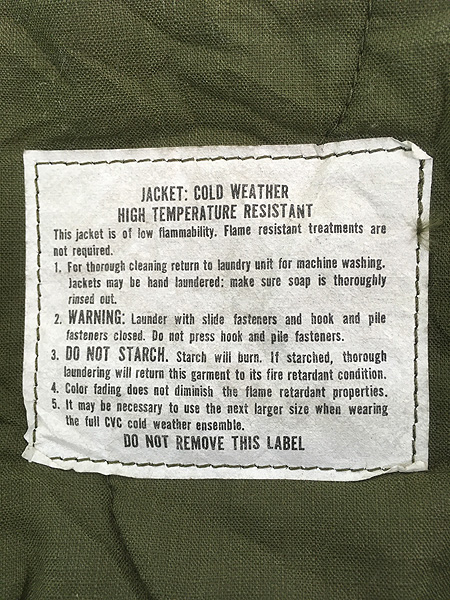 JACKET: COLD WEATHER
HIGH TEMPERATURE RESISTANT
This jacket is of low flammability. Flame resistant treatments are
not required.
1. For thorough cleaning return to laundry unit for machine washing.
Jackets may be hand laundered: make sure soap is thoroughly
rinsed out.
2. WARNING: Launder with slide fasteners and hook and pile
fasteners closed. Do not press hook and pile fasteners.
3. DO NOT STARCH. Starch will burn. If starched, thorough
laundering will return this garment to its fire retardant condition.
4. Color fading does not diminish the flame retardant properties.
5. It may be necessary to use the next larger size when wearing
the full CVC cold weather ensemble.
DO NOT REMOVE THIS LABEL